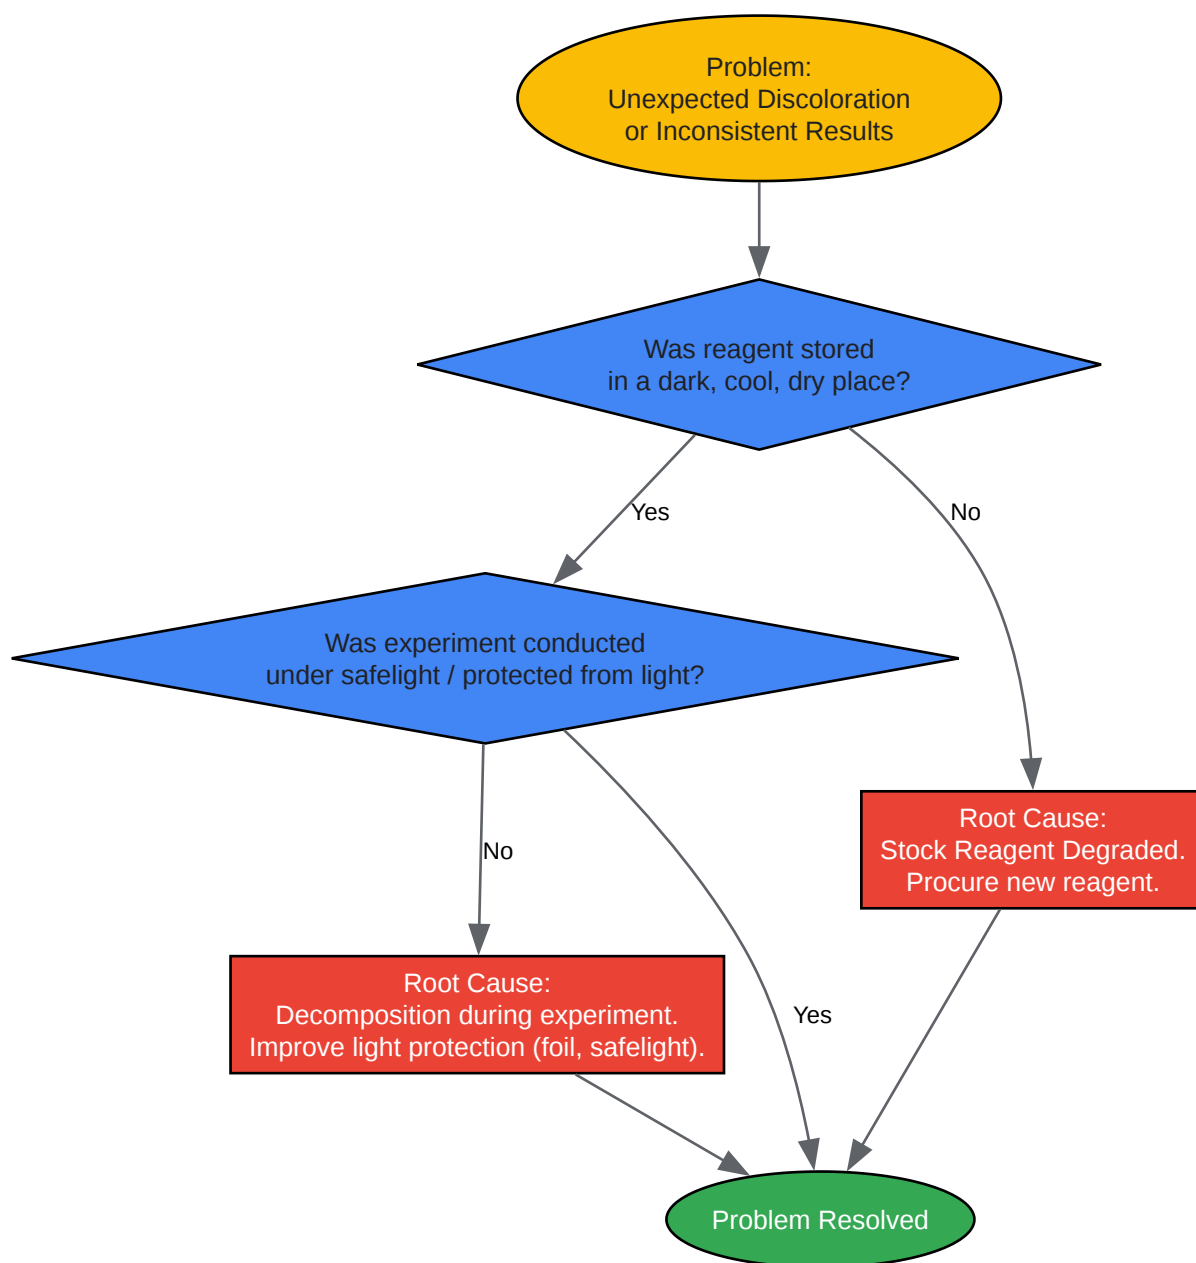 Problem:
Unexpected Discoloration
or Inconsistent Results
Was reagent stored
in a dark, cool, dry place?
Yes
No
Was experiment conducted
under safelight / protected from light?
Root Cause:
Stock Reagent Degraded.
Procure new reagent.
No
Root Cause:
Decomposition during experiment.
Improve light protection (foil, safelight).
Yes
Problem Resolved